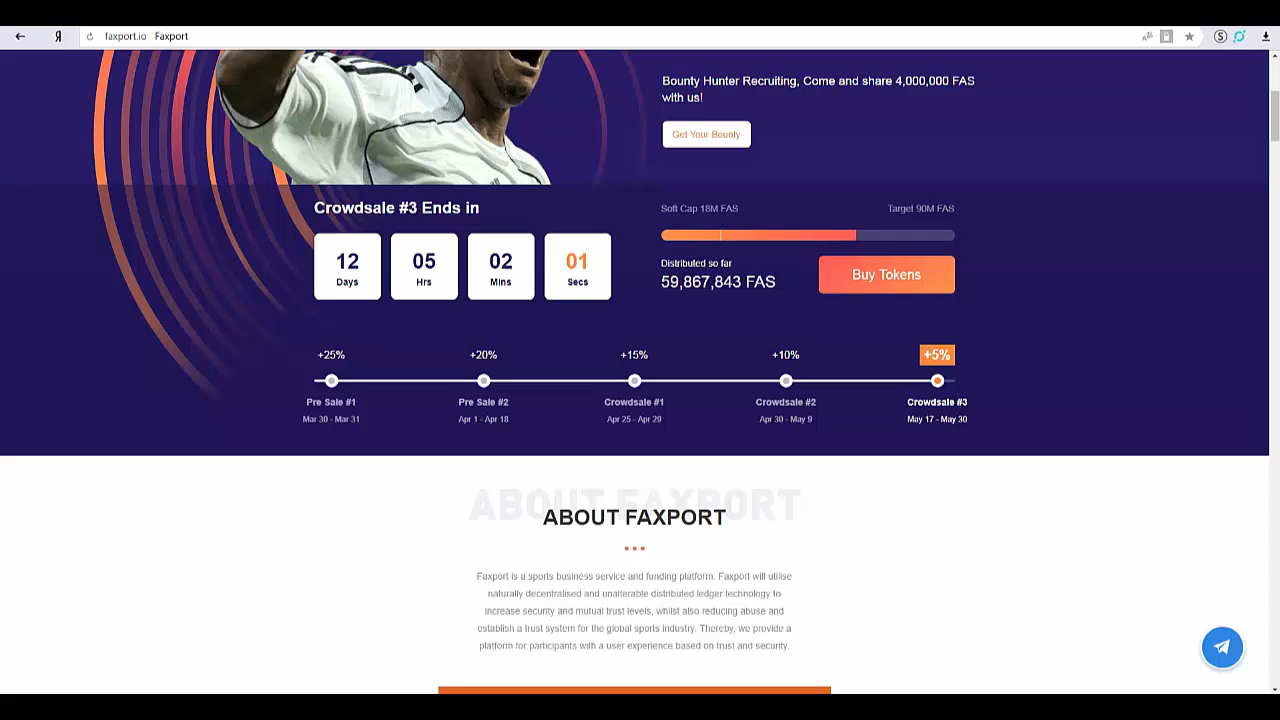 Я faxport.io Faxport
Bounty Hunter Recruiting, Come and share 4,000,000 FAS
with us!
Get Your Bounty
Crowdsale #3 Ends in
12 05 02 01
Days Hrs Mins Secs
Soft Cap 18M FAS Target 90M FAS
Distributed so far
59,867,843 FAS
Buy Tokens
+25% +20% +15% +10% +5%
Pre Sale #1 Pre Sale #2 Crowdsale #1 Crowdsale #2 Crowdsale #3
Mar 30 - Mar 31 Apr 1 - Apr 18 Apr 25 - Apr 29 Apr 30 - May 9 May 17 - May 30
ABOUT FAXPORT
ABOUT FAXPORT
Faxport is a sports business service and funding platform. Faxport will utilise
naturally decentralised and unalterable distributed ledger technology to
increase security and mutual trust levels, whilst also reducing abuse and
establish a trust system for the global sports industry. Thereby, we provide a
platform for participants with a user experience based on trust and security.